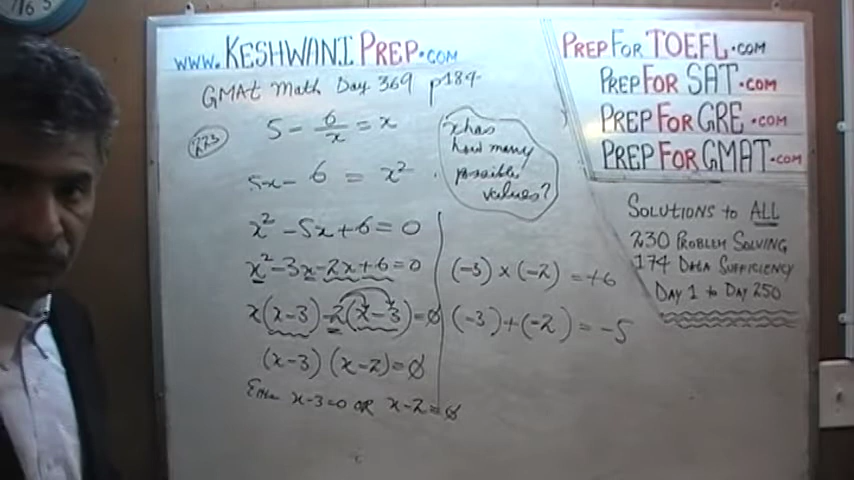 www.KESHWANIPREP.com
GMAT Math Day 369 p184
223
5 - 6/x = x
5x - 6 = x²
x² - 5x + 6 = 0
x² - 3x - 2x + 6 = 0
x(x-3) - 2(x-3) = 0
(x-3)(x-2) = 0
x-3=0 OR x-2=0
x has
how many
possible
values?
(-3) × (-2) = +6
(-3) + (-2) = -5
PREPFORTOEFL.com
PREPFORSAT.com
PREPFORGRE.com
PREPFORGMAT.com
SOLUTIONS TO ALL
230 PROBLEM SOLVING
174 DATA SUFFICIENCY
DAY 1 TO DAY 250